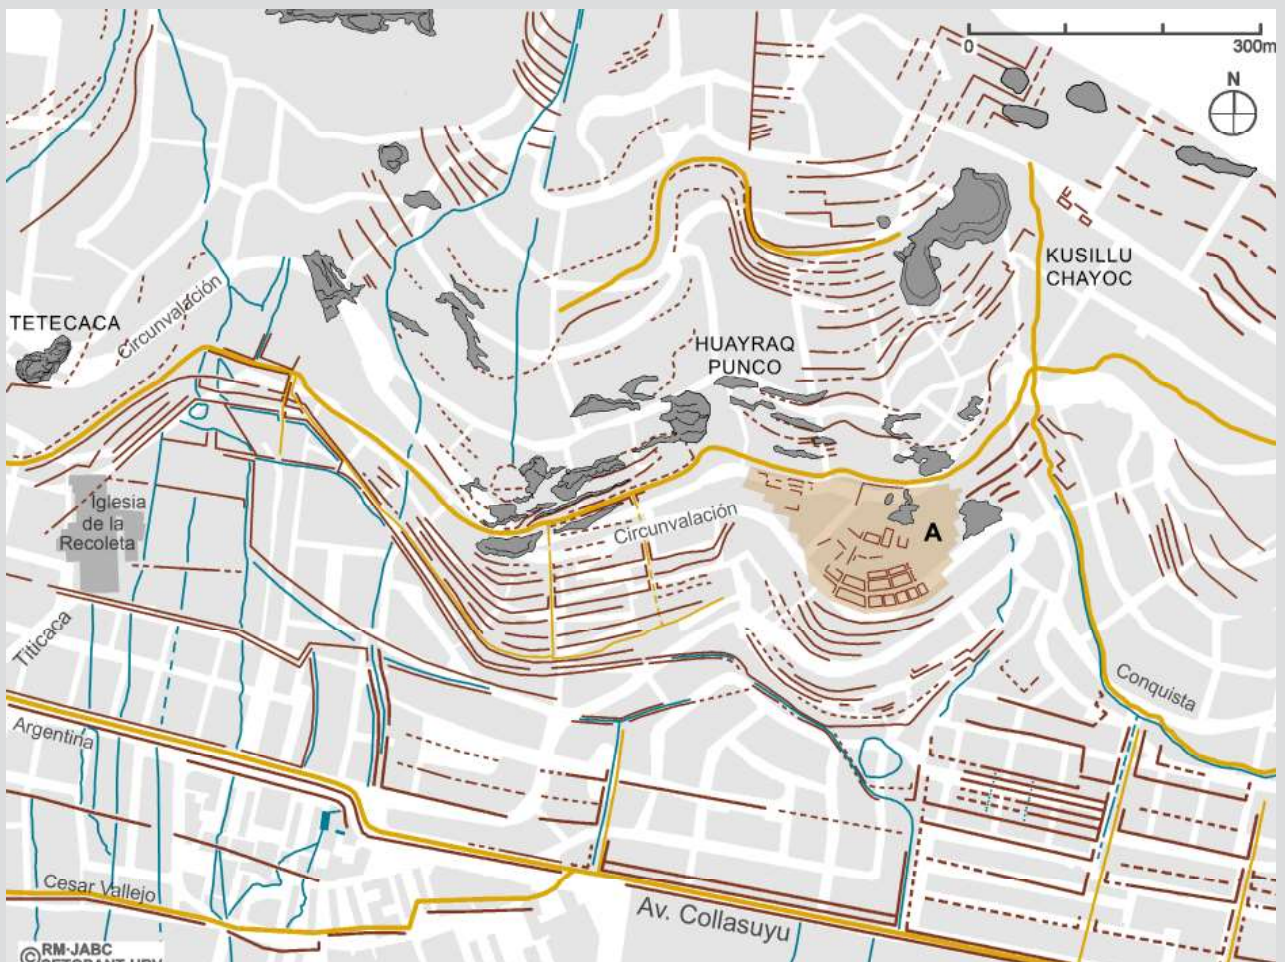 0
300m
N
KUSILLU
CHAYOC
TETECACA
Circunvalación
HUAYRAQ
PUNCO
Iglesia
de la
Recoleta
Circunvalación
A
Titicaca
Conquista
Argentina
Cesar Vallejo
Av. Collasuyu
©RM-JABC